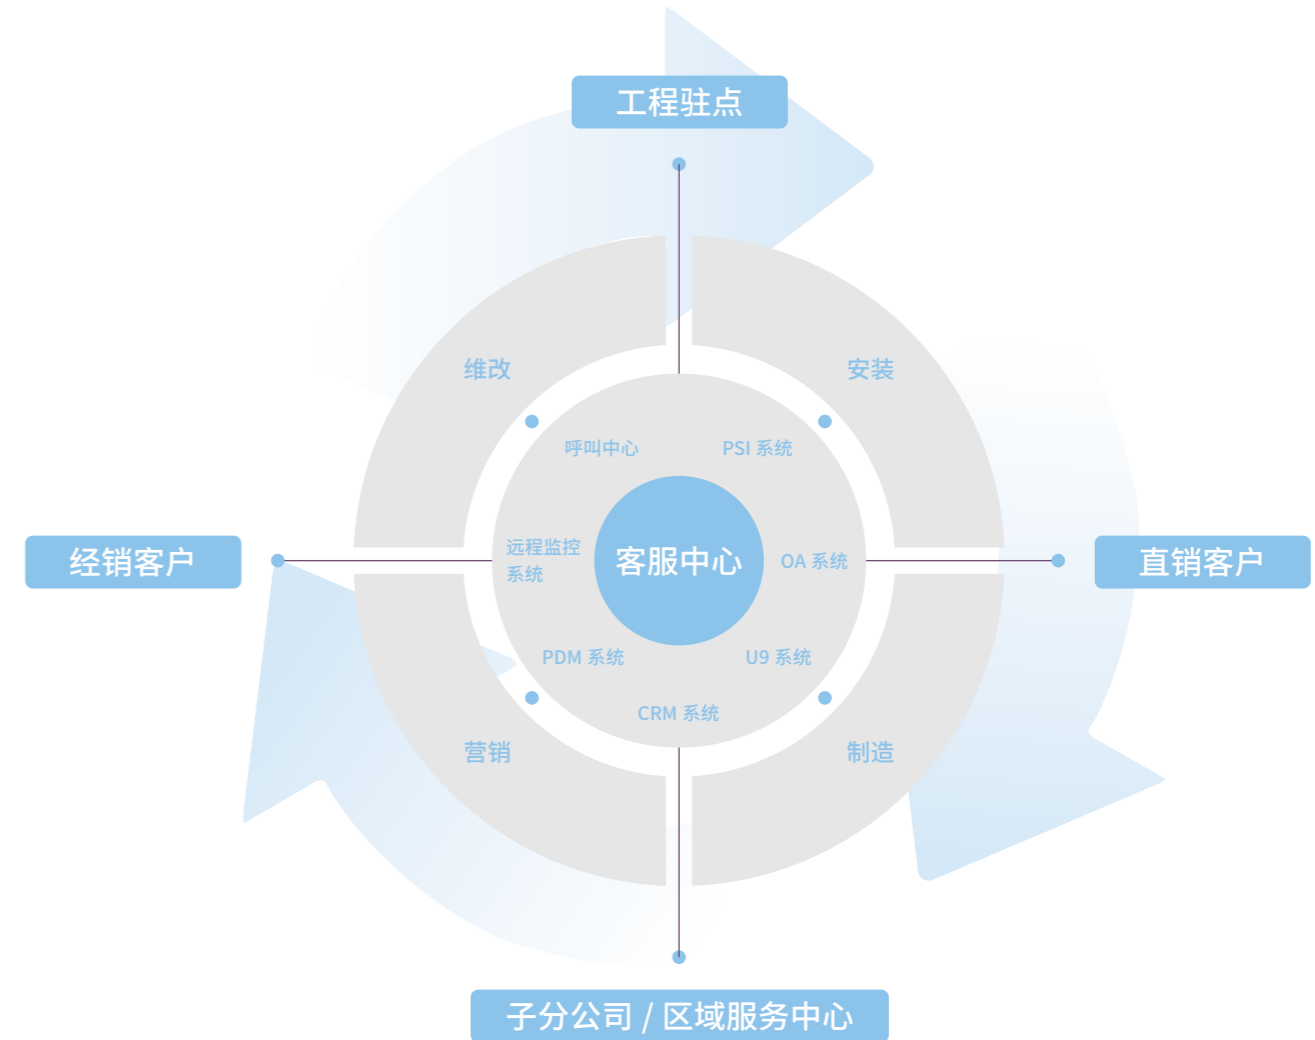 工程驻点
维改
安装
呼叫中心
PSI 系统
经销客户
远程监控
系统
客服中心
OA 系统
直销客户
PDM 系统
U9 系统
CRM 系统
营销
制造
子分公司 / 区域服务中心